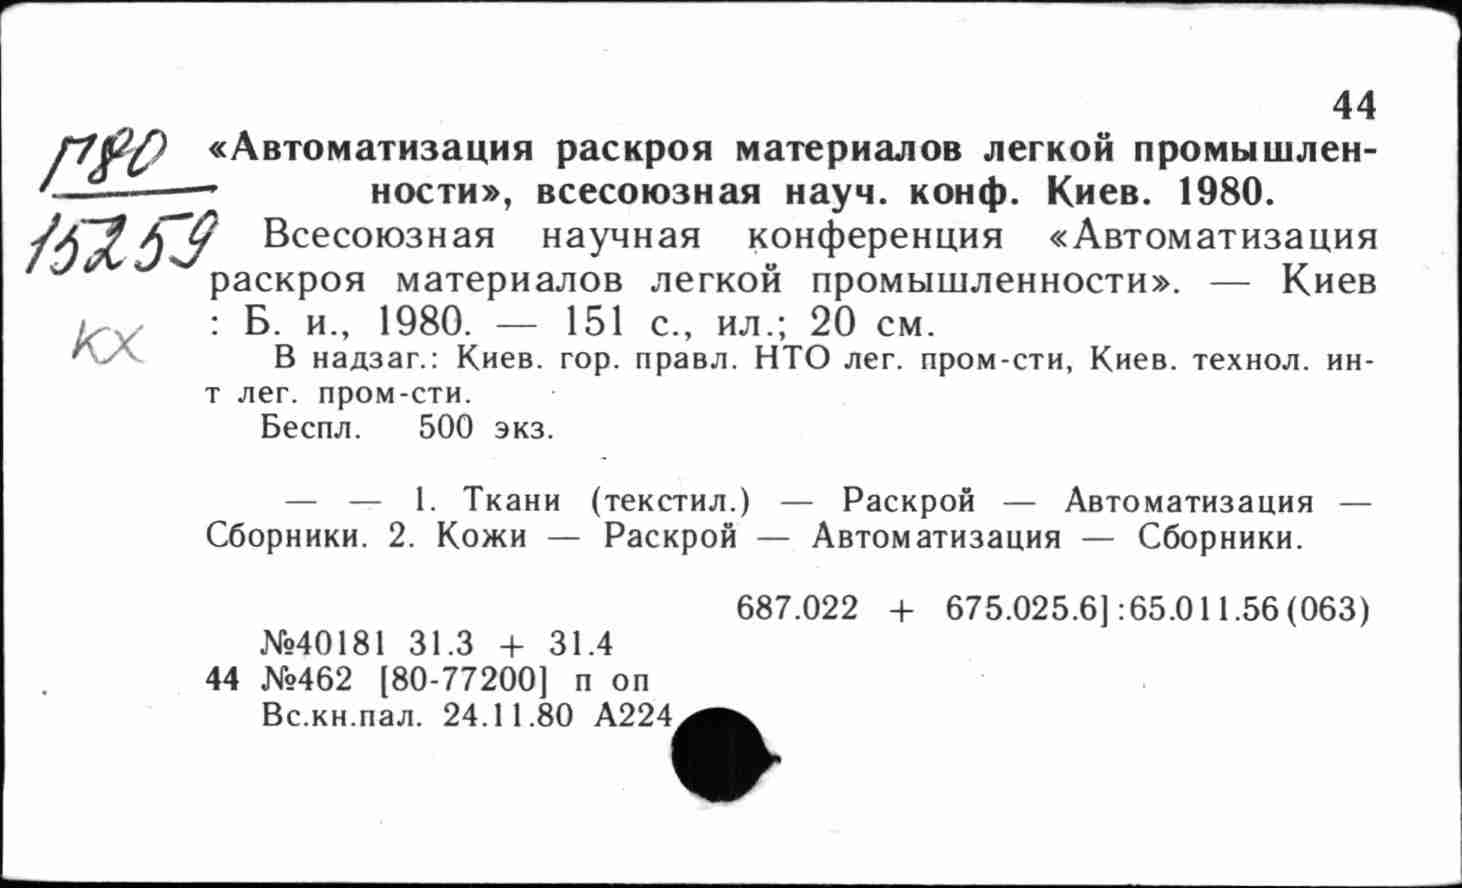 44
П80
15259
кх
«Автоматизация раскроя материалов легкой промышлен-
ности», всесоюзная науч. конф. Киев. 1980.
Всесоюзная научная конференция «Автоматизация
раскроя материалов легкой промышленности». — Киев
: Б. и., 1980. — 151 с., ил.; 20 см.
В надзаг.: Киев. гор. правл. НТО лег. пром-сти, Киев. технол. ин-
т лег. пром-сти.
Беспл. 500 экз.
— — 1. Ткани (текстил.) — Раскрой — Автоматизация —
Сборники. 2. Кожи — Раскрой — Автоматизация — Сборники.
687.022 + 675.025.6]:65.011.56(063)
№40181 31.3 + 31.4
44 №462 [80-77200] п оп
Вс.кн.пал. 24.11.80 А224